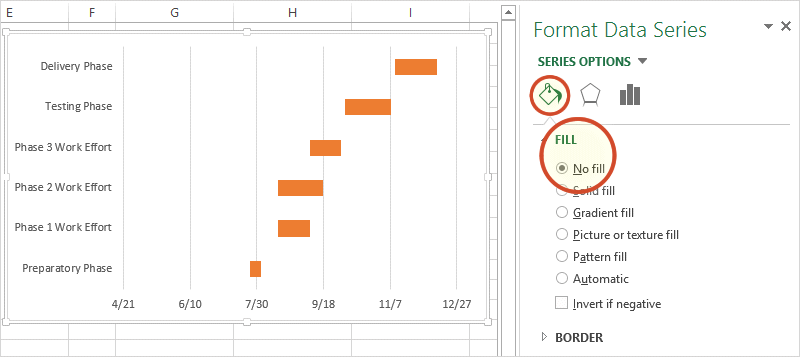 E F G H I
Delivery Phase
Testing Phase
Phase 3 Work Effort
Phase 2 Work Effort
Phase 1 Work Effort
Preparatory Phase
4/21 6/10 7/30 9/18 11/7 12/27
Format Data Series
SERIES OPTIONS
FILL
No fill
Solid fill
Gradient fill
Picture or texture fill
Pattern fill
Automatic
Invert if negative
BORDER